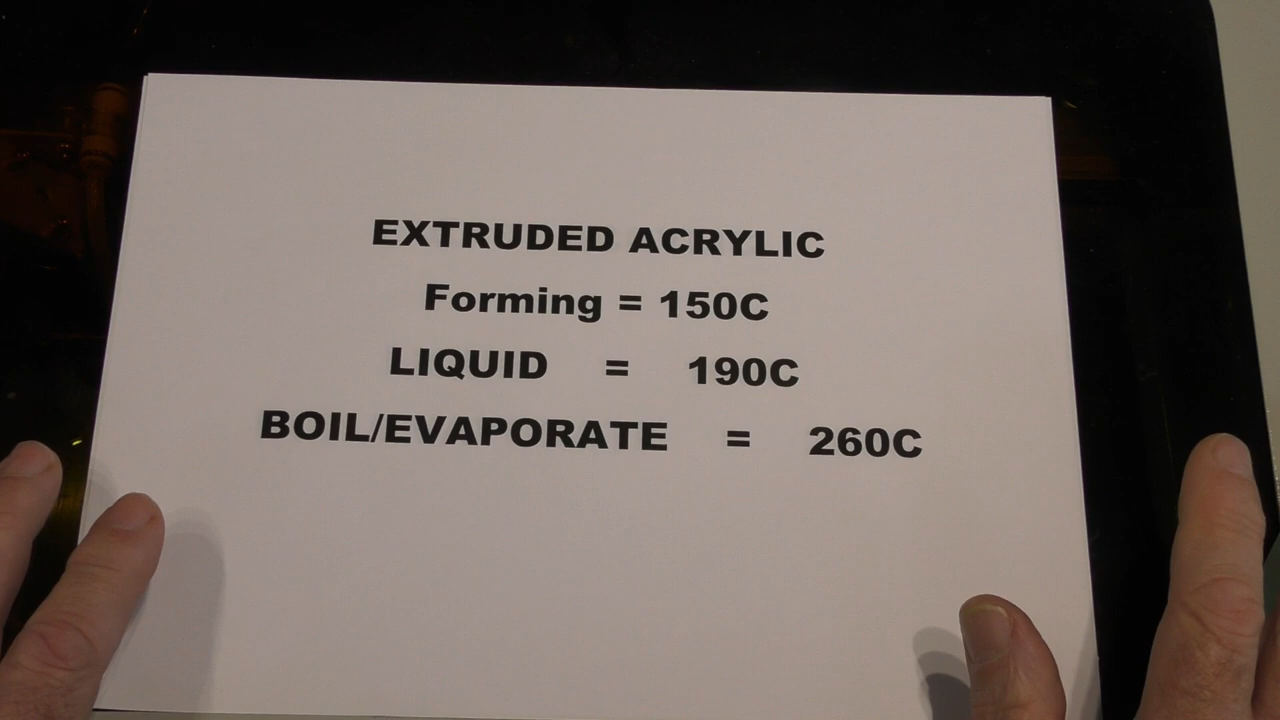 EXTRUDED ACRYLIC
Forming = 150C
LIQUID = 190C
BOIL/EVAPORATE = 260C